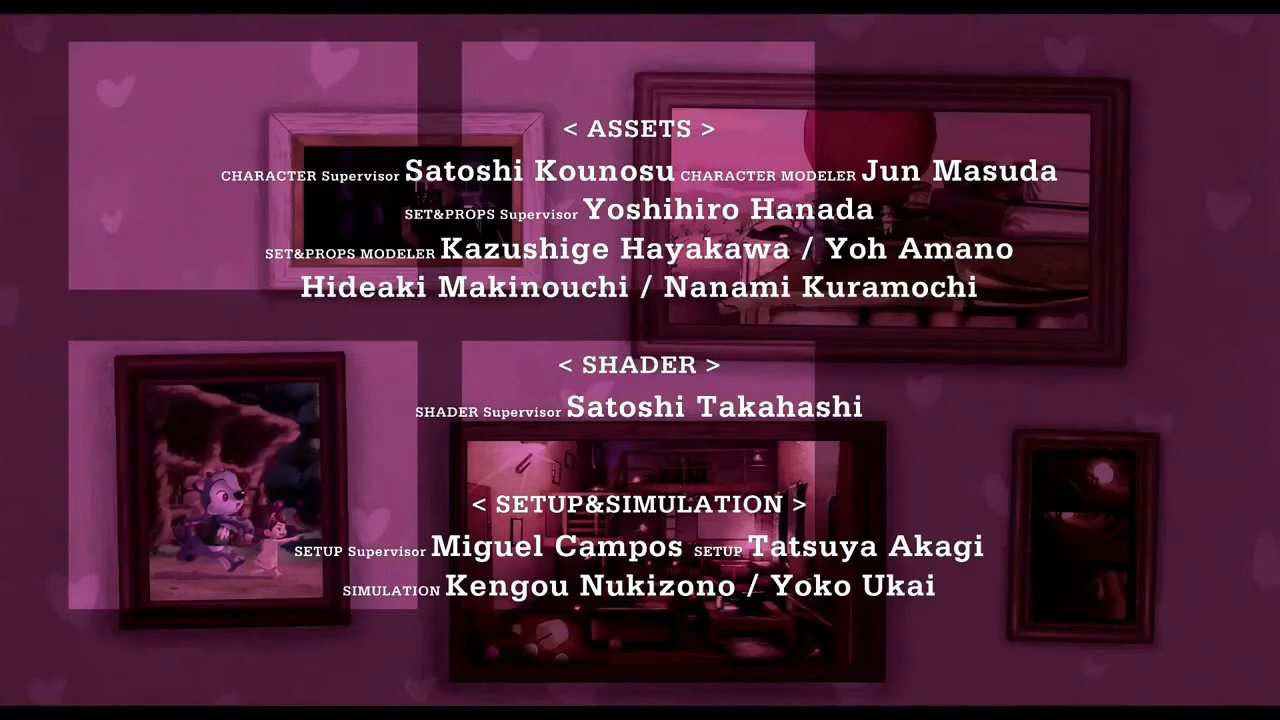 < ASSETS >
CHARACTER Supervisor Satoshi Kounosu CHARACTER MODELER Jun Masuda
SET&PROPS Supervisor Yoshihiro Hanada
SET&PROPS MODELER Kazushige Hayakawa / Yoh Amano
Hideaki Makinouchi / Nanami Kuramochi
< SHADER >
SHADER Supervisor Satoshi Takahashi
< SETUP&SIMULATION >
SETUP Supervisor Miguel Campos SETUP Tatsuya Akagi
SIMULATION Kengou Nukizono / Yoko Ukai